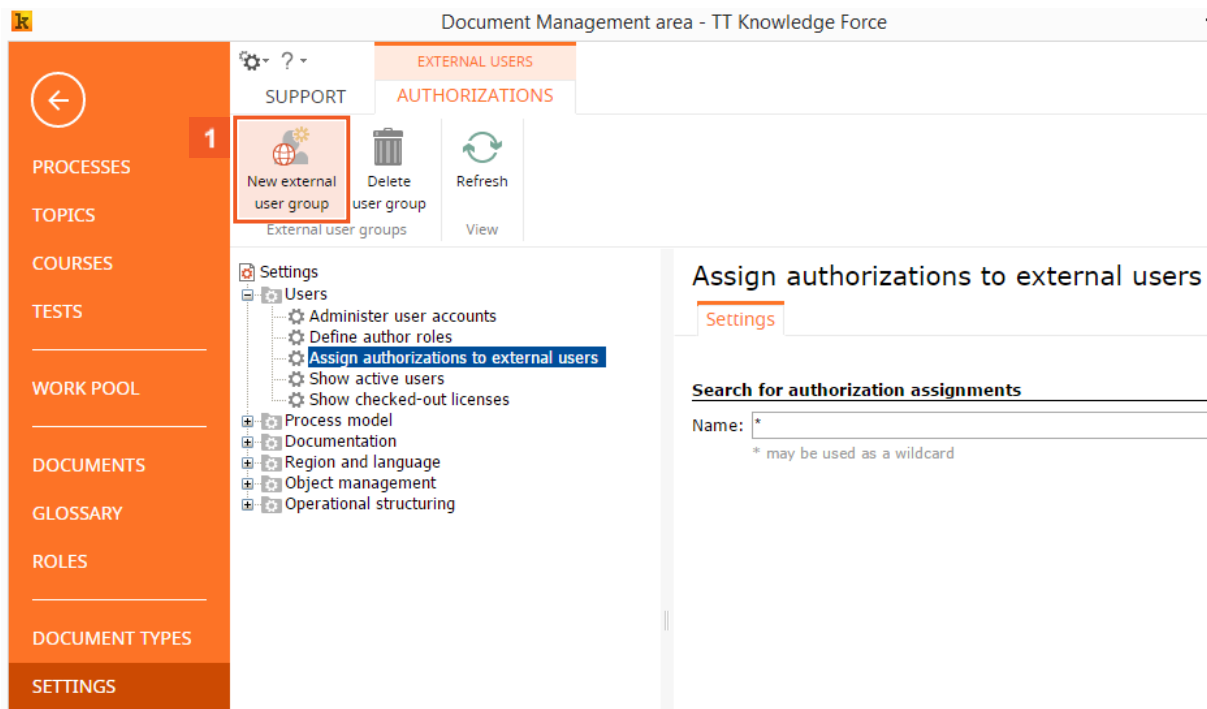 k
Document Management area - TT Knowledge Force
?
EXTERNAL USERS
SUPPORT
AUTHORIZATIONS
1
New external
user group
Delete
user group
Refresh
External user groups
View
PROCESSES
TOPICS
COURSES
TESTS
WORK POOL
DOCUMENTS
GLOSSARY
ROLES
DOCUMENT TYPES
SETTINGS
Settings
Users
Administer user accounts
Define author roles
Assign authorizations to external users
Show active users
Show checked-out licenses
Process model
Documentation
Region and language
Object management
Operational structuring
Assign authorizations to external users
Settings
Search for authorization assignments
Name: *
* may be used as a wildcard